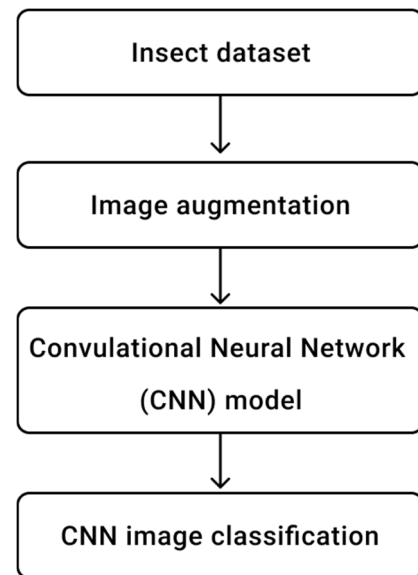 Insect dataset
Image augmentation
Convulational Neural Network
(CNN) model
CNN image classification